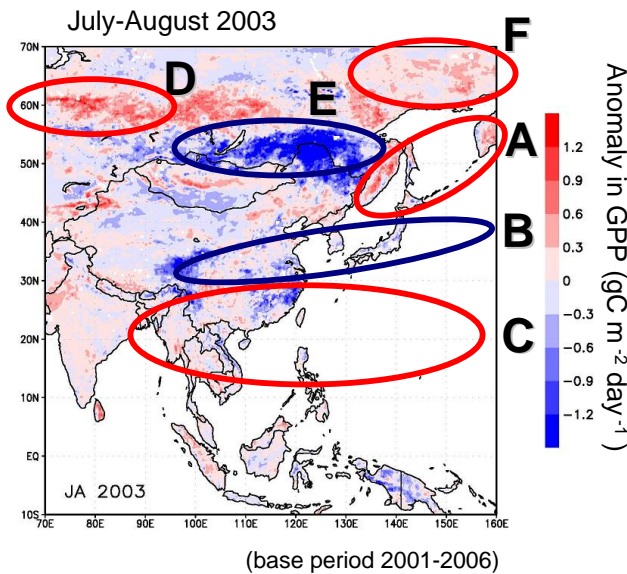 July-August 2003
70N
60N
50N
40N
30N
20N
10N
EQ
10S
70E
80E
90E
100E
110E
120E
130E
140E
150E
160E
JA 2003
A
B
C
D
E
F
1.2
0.9
0.6
0.3
0
−0.3
−0.6
−0.9
−1.2
Anomaly in GPP (gC m⁻² day⁻¹)
(base period 2001-2006)